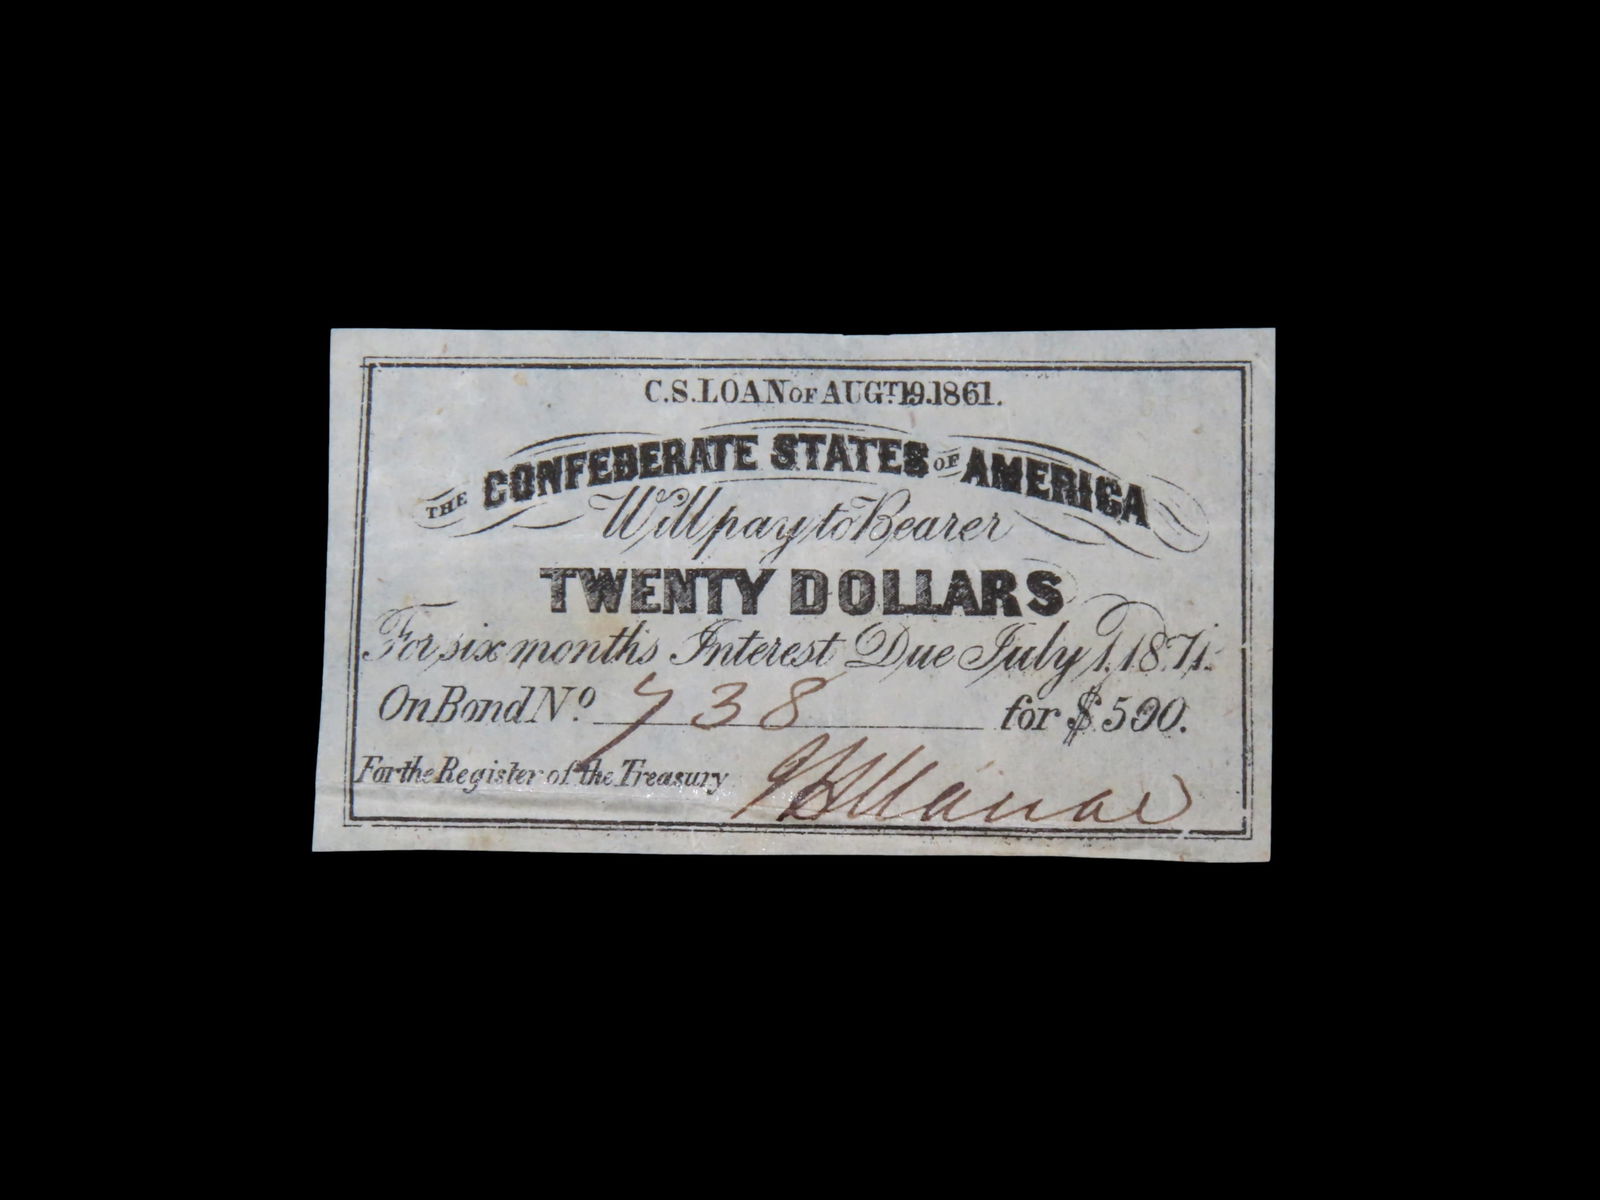 C.S. LOAN OF AUGT. 19. 1861.
THE CONFEDERATE STATES OF AMERICA
Will pay to Bearer
TWENTY DOLLARS
For six months Interest Due July 1, 1871.
On Bond No. 738 for $500.
For the Register of the Treasury